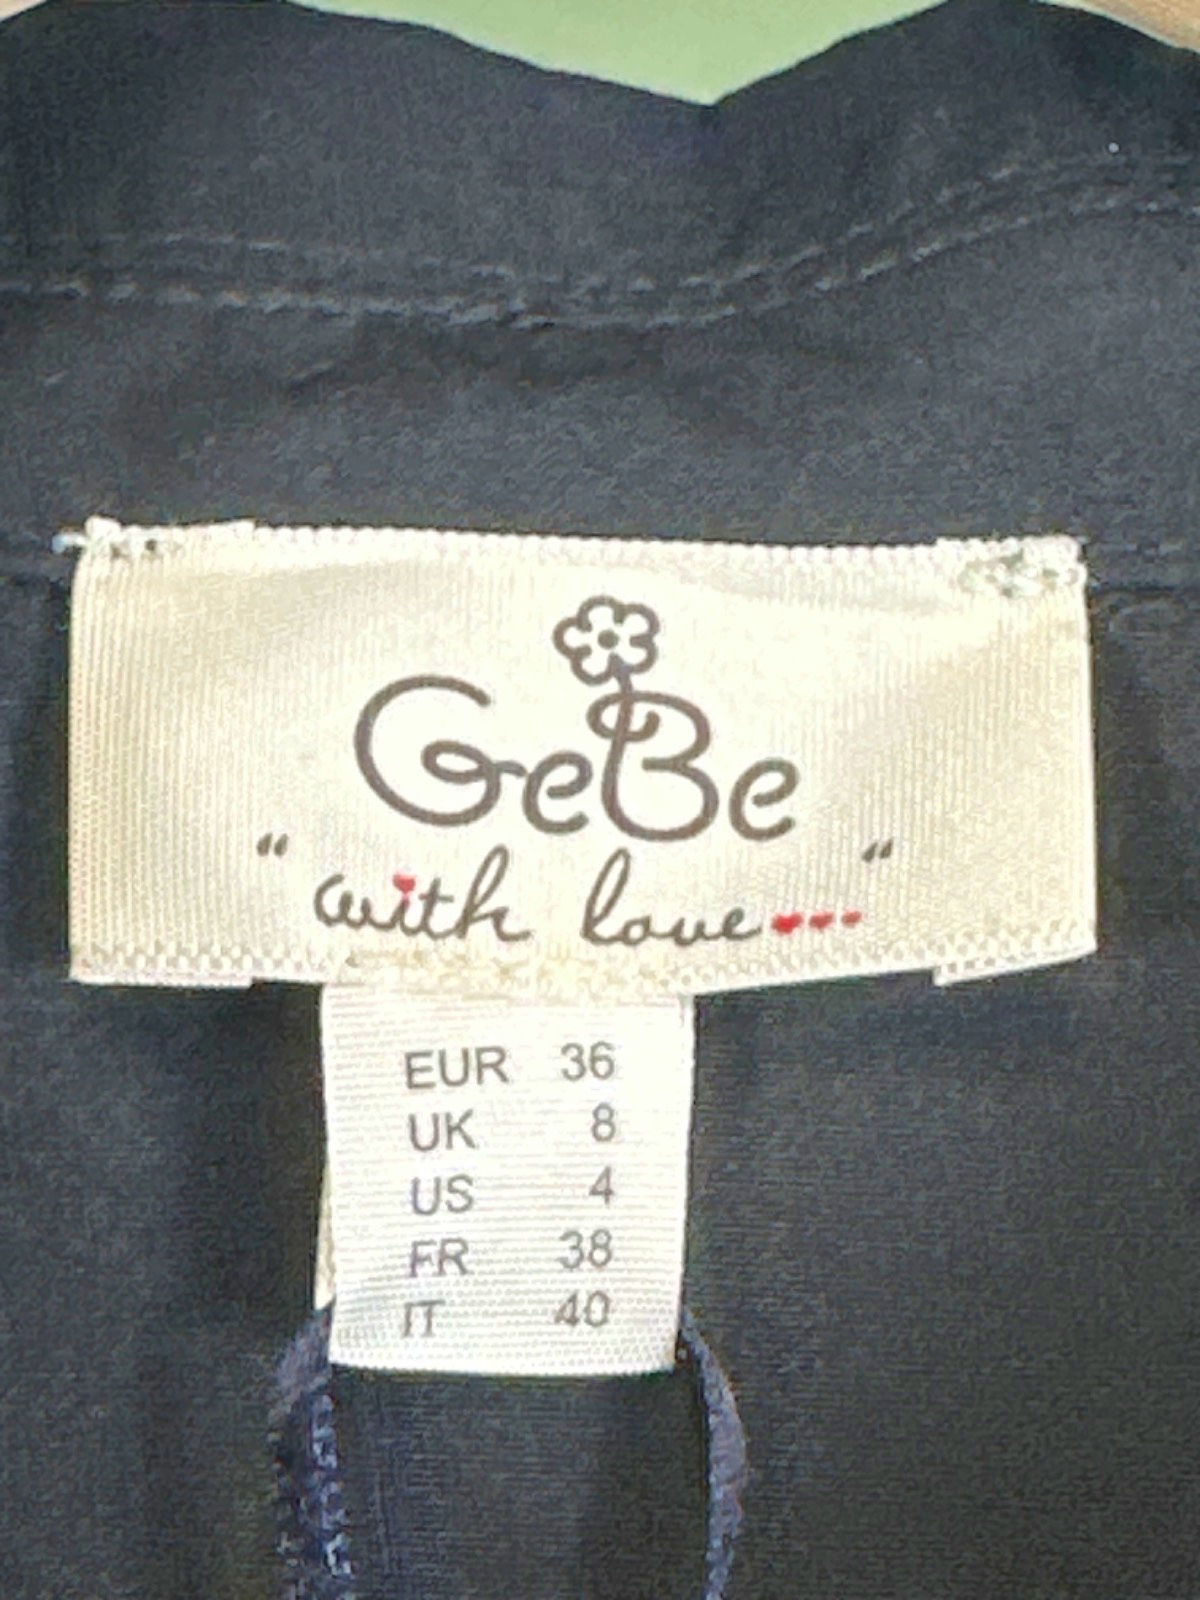 GeBe
" with love... "
EUR 36
UK 8
US 4
FR 38
IT 40